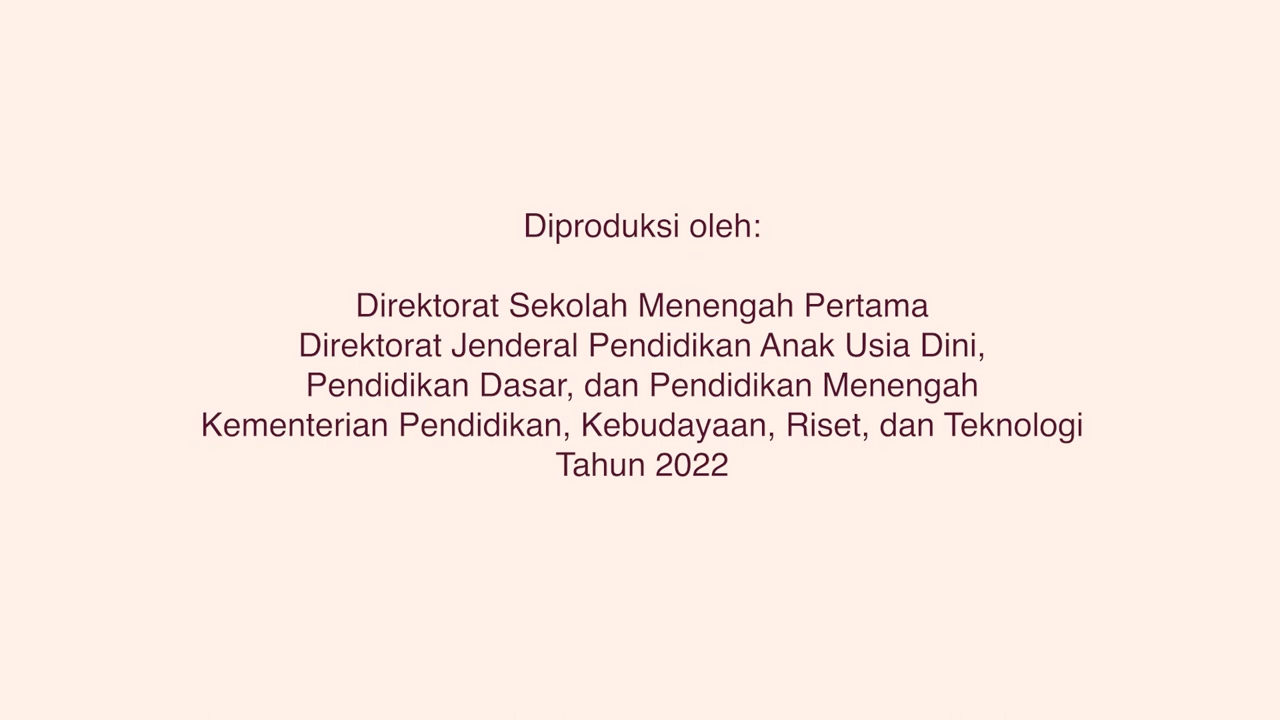 Diproduksi oleh:
Direktorat Sekolah Menengah Pertama
Direktorat Jenderal Pendidikan Anak Usia Dini,
Pendidikan Dasar, dan Pendidikan Menengah
Kementerian Pendidikan, Kebudayaan, Riset, dan Teknologi
Tahun 2022